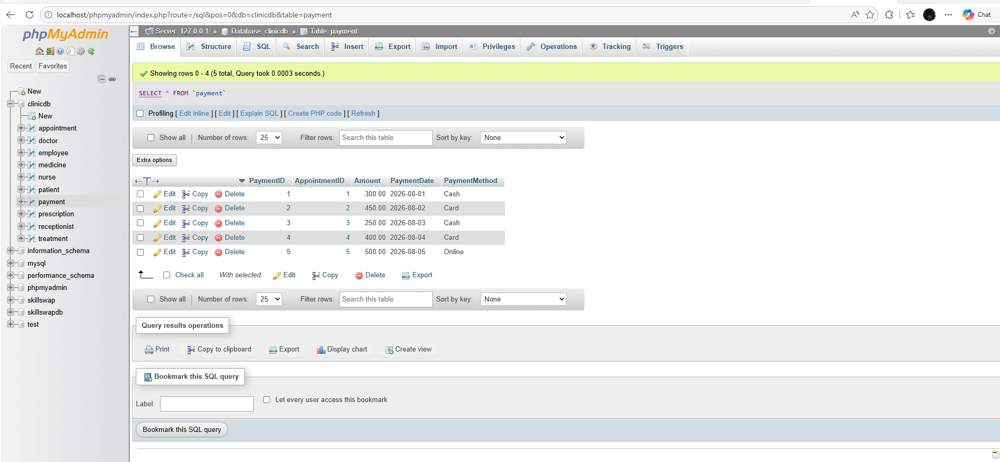 localhost/phpmyadmin/index.php?route=/sql&pos=0&db=clinicdb&table=payment
Chat
phpMyAdmin
Recent Favorites
New
clinicdb
New
appointment
doctor
employee
medicine
nurse
patient
payment
prescription
receptionist
treatment
information_schema
mysql
performance_schema
phpmyadmin
skillswap
skillswapdb
test
Server: 127.0.0.1 » Database: clinicdb » Table: payment
Browse Structure SQL Search Insert Export Import Privileges Operations Tracking Triggers
Showing rows 0 - 4 (5 total, Query took 0.0003 seconds.)
SELECT * FROM `payment`
Profiling [ Edit inline ] [ Edit ] [ Explain SQL ] [ Create PHP code ] [ Refresh ]
Show all | Number of rows: 25 Filter rows: Search this table Sort by key: None
Extra options
PaymentID AppointmentID Amount PaymentDate PaymentMethod
Edit Copy Delete 1 1 300.00 2026-08-01 Cash
Edit Copy Delete 2 2 450.00 2026-08-02 Card
Edit Copy Delete 3 3 250.00 2026-08-03 Cash
Edit Copy Delete 4 4 400.00 2026-08-04 Card
Edit Copy Delete 5 5 500.00 2026-08-05 Online
Check all With selected: Edit Copy Delete Export
Show all | Number of rows: 25 Filter rows: Search this table Sort by key: None
Query results operations
Print Copy to clipboard Export Display chart Create view
Bookmark this SQL query
Label: Let every user access this bookmark
Bookmark this SQL query